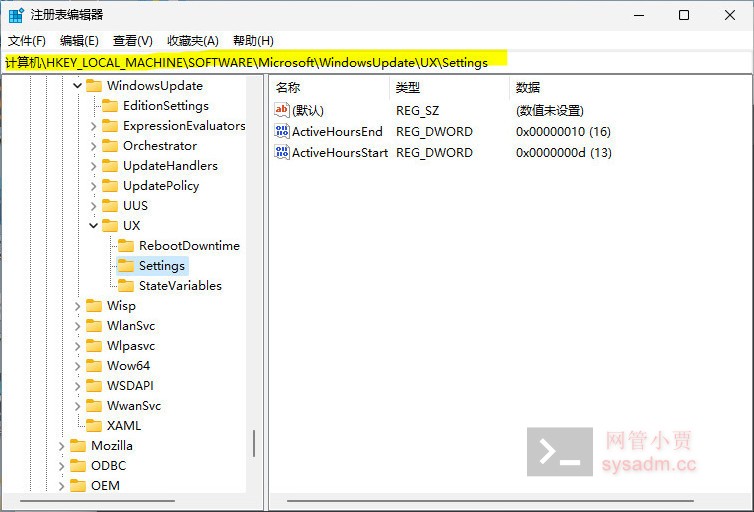 注册表编辑器
文件(F) 编辑(E) 查看(V) 收藏夹(A) 帮助(H)
计算机\HKEY_LOCAL_MACHINE\SOFTWARE\Microsoft\WindowsUpdate\UX\Settings
WindowsUpdate
EditionSettings
ExpressionEvaluators
Orchestrator
UpdateHandlers
UpdatePolicy
UUS
UX
RebootDowntime
Settings
StateVariables
Wisp
WlanSvc
Wlpasvc
Wow64
WSDAPI
WwanSvc
XAML
Mozilla
ODBC
OEM
名称 类型 数据
ab (默认) REG_SZ (数值未设置)
ActiveHoursEnd REG_DWORD 0x00000010 (16)
ActiveHoursStart REG_DWORD 0x0000000d (13)
网管小贾
sysadm.cc